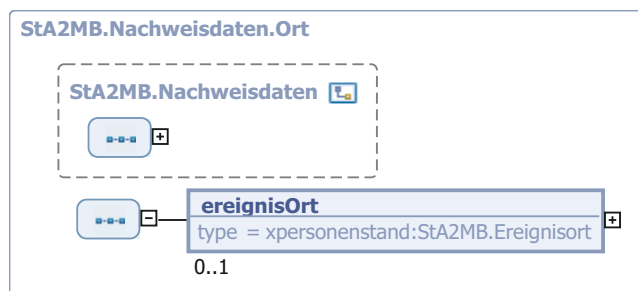 StA2MB.Nachweisdaten.Ort
StA2MB.Nachweisdaten
ereignisOrt
type = xpersonenstand:StA2MB.Ereignisort
0..1